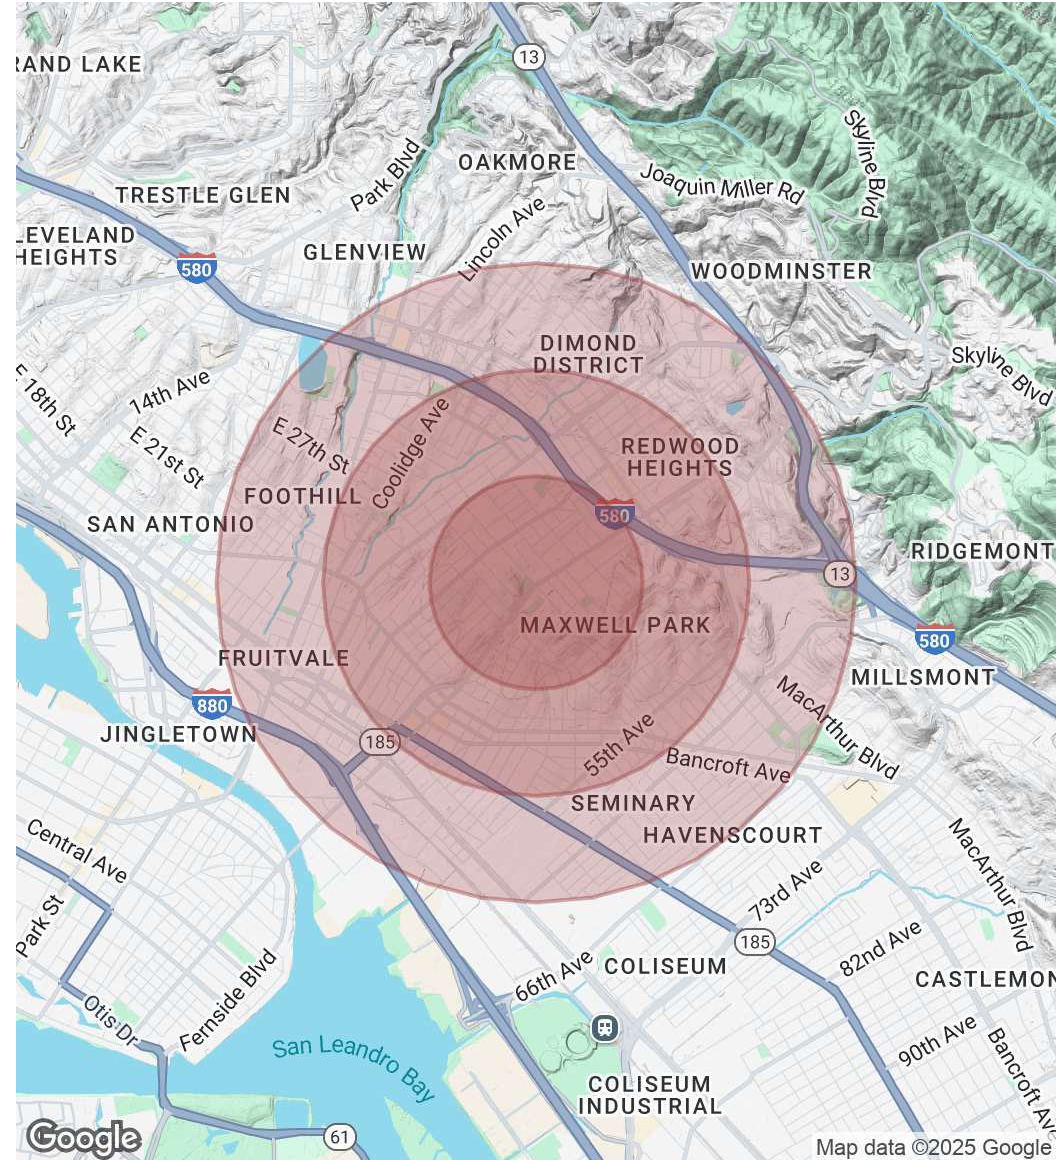 13
RAND LAKE
Skyline Blvd
OAKMORE
Park Blvd
Joaquin Miller Rd
TRESTLE GLEN
Lincoln Ave
LEVELAND
HEIGHTS
GLENVIEW
580
WOODMINSTER
DIMOND
DISTRICT
Skyline Blvd
E 18th St
14th Ave
Coolidge Ave
E 27th St
E 21st St
REDWOOD
HEIGHTS
FOOTHILL
SAN ANTONIO
580
RIDGEMONT
13
MAXWELL PARK
580
FRUITVALE
MILLSMONT
880
JINGLETOWN
MacArthur Blvd
185
55th Ave
Bancroft Ave
SEMINARY
HAVENSCOURT
Central Ave
MacArthur Blvd
73rd Ave
Park St
185
82nd Ave
66th Ave
COLISEUM
CASTLEMON
Fernside Blvd
Otis Dr
San Leandro Bay
90th Ave
Bancroft Av
COLISEUM
INDUSTRIAL
61
Google
Map data ©2025 Google